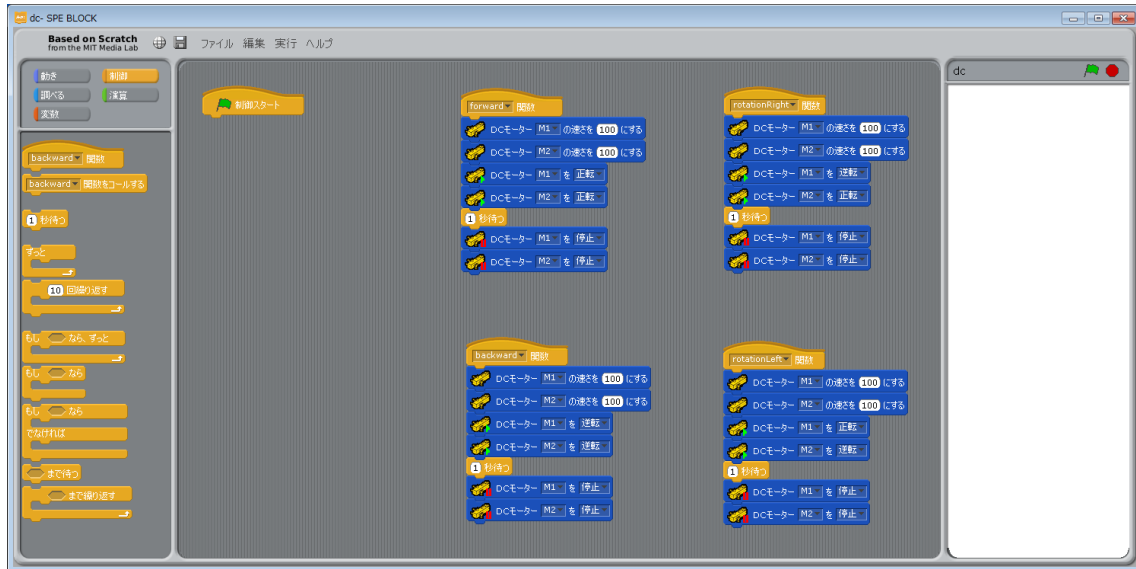 dc- SPE BLOCK
Based on Scratch
from the MIT Media Lab
ファイル 編集 実行 ヘルプ
動き 制御
調べる 演算
変数
backward 関数
backward 関数をコールする
1 秒待つ
ずっと
10 回繰り返す
もし なら、ずっと
もし なら
もし なら
でなければ
まで待つ
まで繰り返す
制御スタート
forward 関数
DCモーター M1 の速さを 100 にする
DCモーター M2 の速さを 100 にする
DCモーター M1 を 正転
DCモーター M2 を 正転
1 秒待つ
DCモーター M1 を 停止
DCモーター M2 を 停止
rotationRight 関数
DCモーター M1 の速さを 100 にする
DCモーター M2 の速さを 100 にする
DCモーター M1 を 逆転
DCモーター M2 を 正転
1 秒待つ
DCモーター M1 を 停止
DCモーター M2 を 停止
backward 関数
DCモーター M1 の速さを 100 にする
DCモーター M2 の速さを 100 にする
DCモーター M1 を 逆転
DCモーター M2 を 逆転
1 秒待つ
DCモーター M1 を 停止
DCモーター M2 を 停止
rotationLeft 関数
DCモーター M1 の速さを 100 にする
DCモーター M2 の速さを 100 にする
DCモーター M1 を 正転
DCモーター M2 を 逆転
1 秒待つ
DCモーター M1 を 停止
DCモーター M2 を 停止
dc